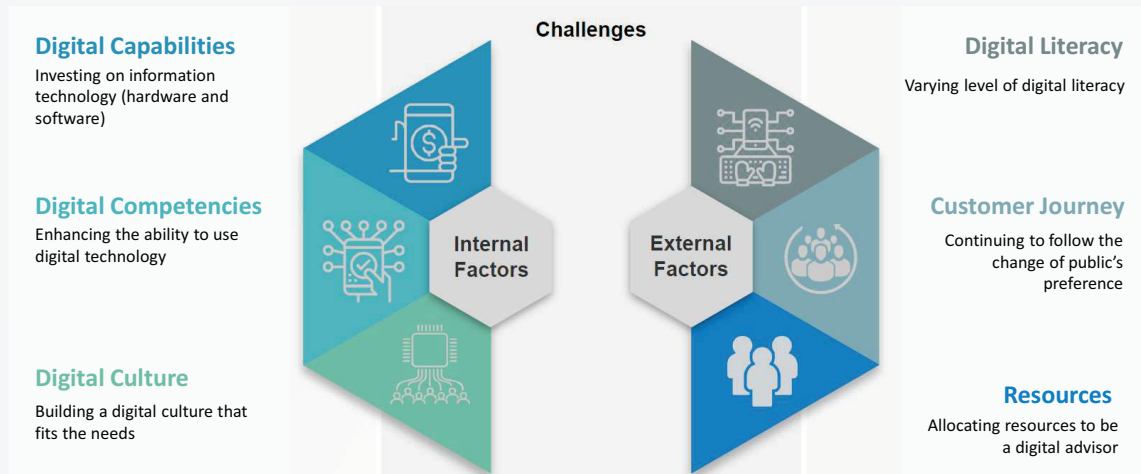 Challenges
Digital Capabilities
Investing on information
technology (hardware and
software)
Digital Competencies
Enhancing the ability to use
digital technology
Digital Culture
Building a digital culture that
fits the needs
$
Internal
Factors
External
Factors
Digital Literacy
Varying level of digital literacy
Customer Journey
Continuing to follow the
change of public's
preference
Resources
Allocating resources to be
a digital advisor